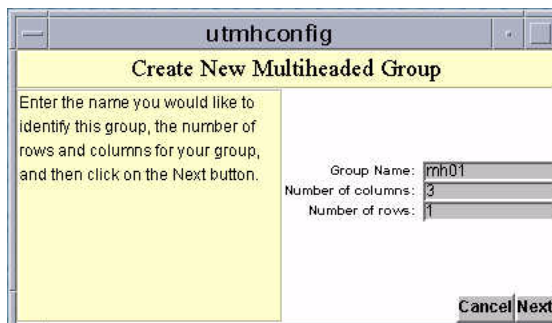 utmhconfig
Create New Multiheaded Group
Enter the name you would like to
identify this group, the number of
rows and columns for your group,
and then click on the Next button.
Group Name: mh01
Number of columns: 3
Number of rows: 1
Cancel Next